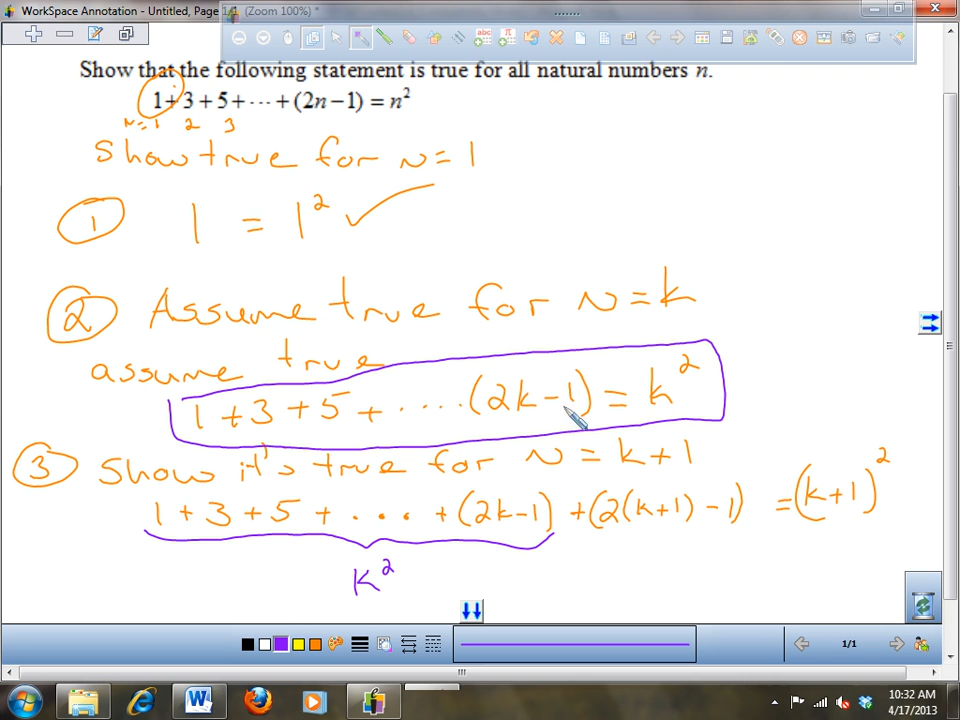 WorkSpace Annotation - Untitled, Page 1/1 (Zoom 100%) *
Show that the following statement is true for all natural numbers n.
1+3+5+⋯+(2n−1)=n²
n=1 2 3
Show true for n=1
① 1 = 1² ✓
② Assume true for n=k
assume true
1+3+5+.....(2k-1)=k²
③ Show it's true for n=k+1
1+3+5+....+(2k-1)+(2(k+1)-1) =(k+1)²
k²
1/1
10:32 AM
4/17/2013